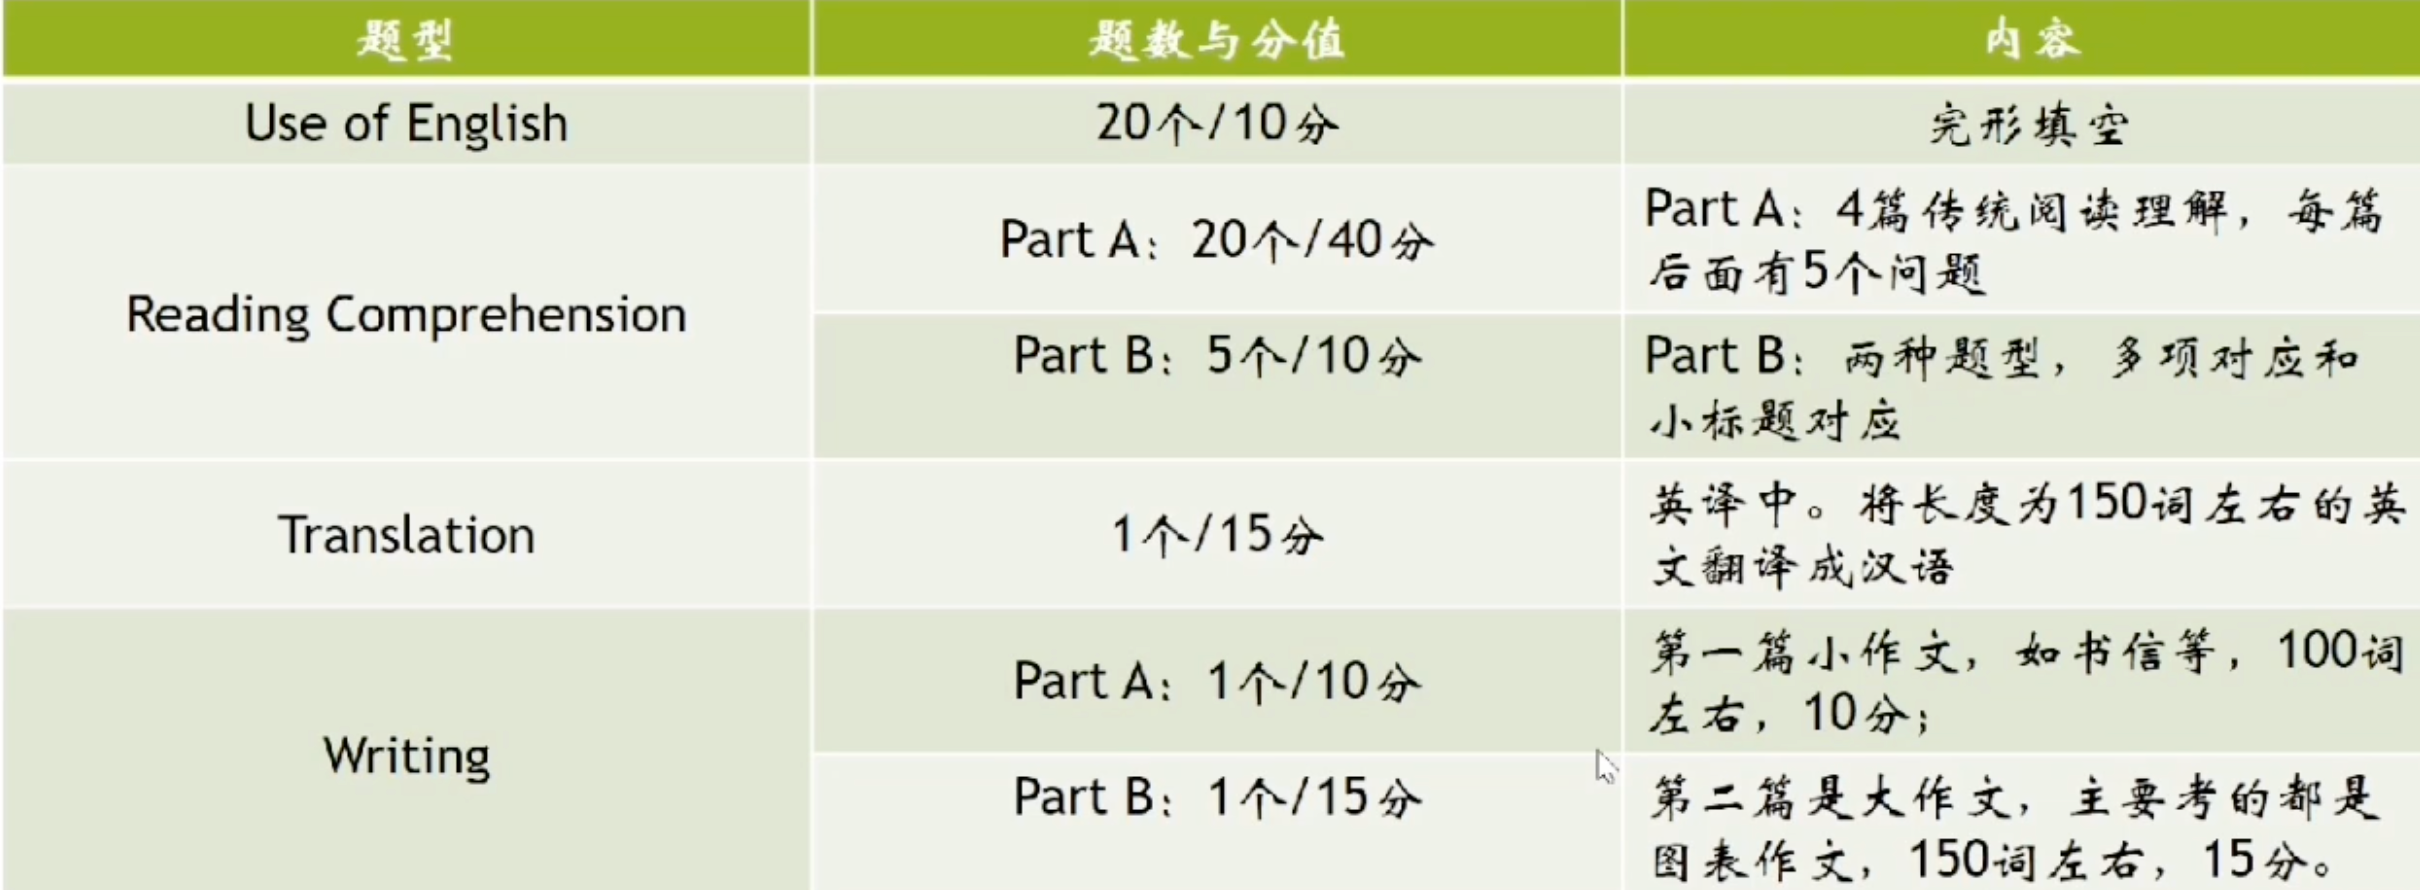 题型
题数与分值
内容
Use of English
20个/10分
完形填空
Reading Comprehension
Part A：20个/40分
Part A：4篇传统阅读理解，每篇
后面有5个问题
Part B：5个/10分
Part B：两种题型，多项对应和
小标题对应
Translation
1个/15分
英译中。将长度为150词左右的英
文翻译成汉语
Writing
Part A：1个/10分
第一篇小作文，如书信等，100词
左右，10分；
Part B：1个/15分
第二篇是大作文，主要考的都是
图表作文，150词左右，15分。